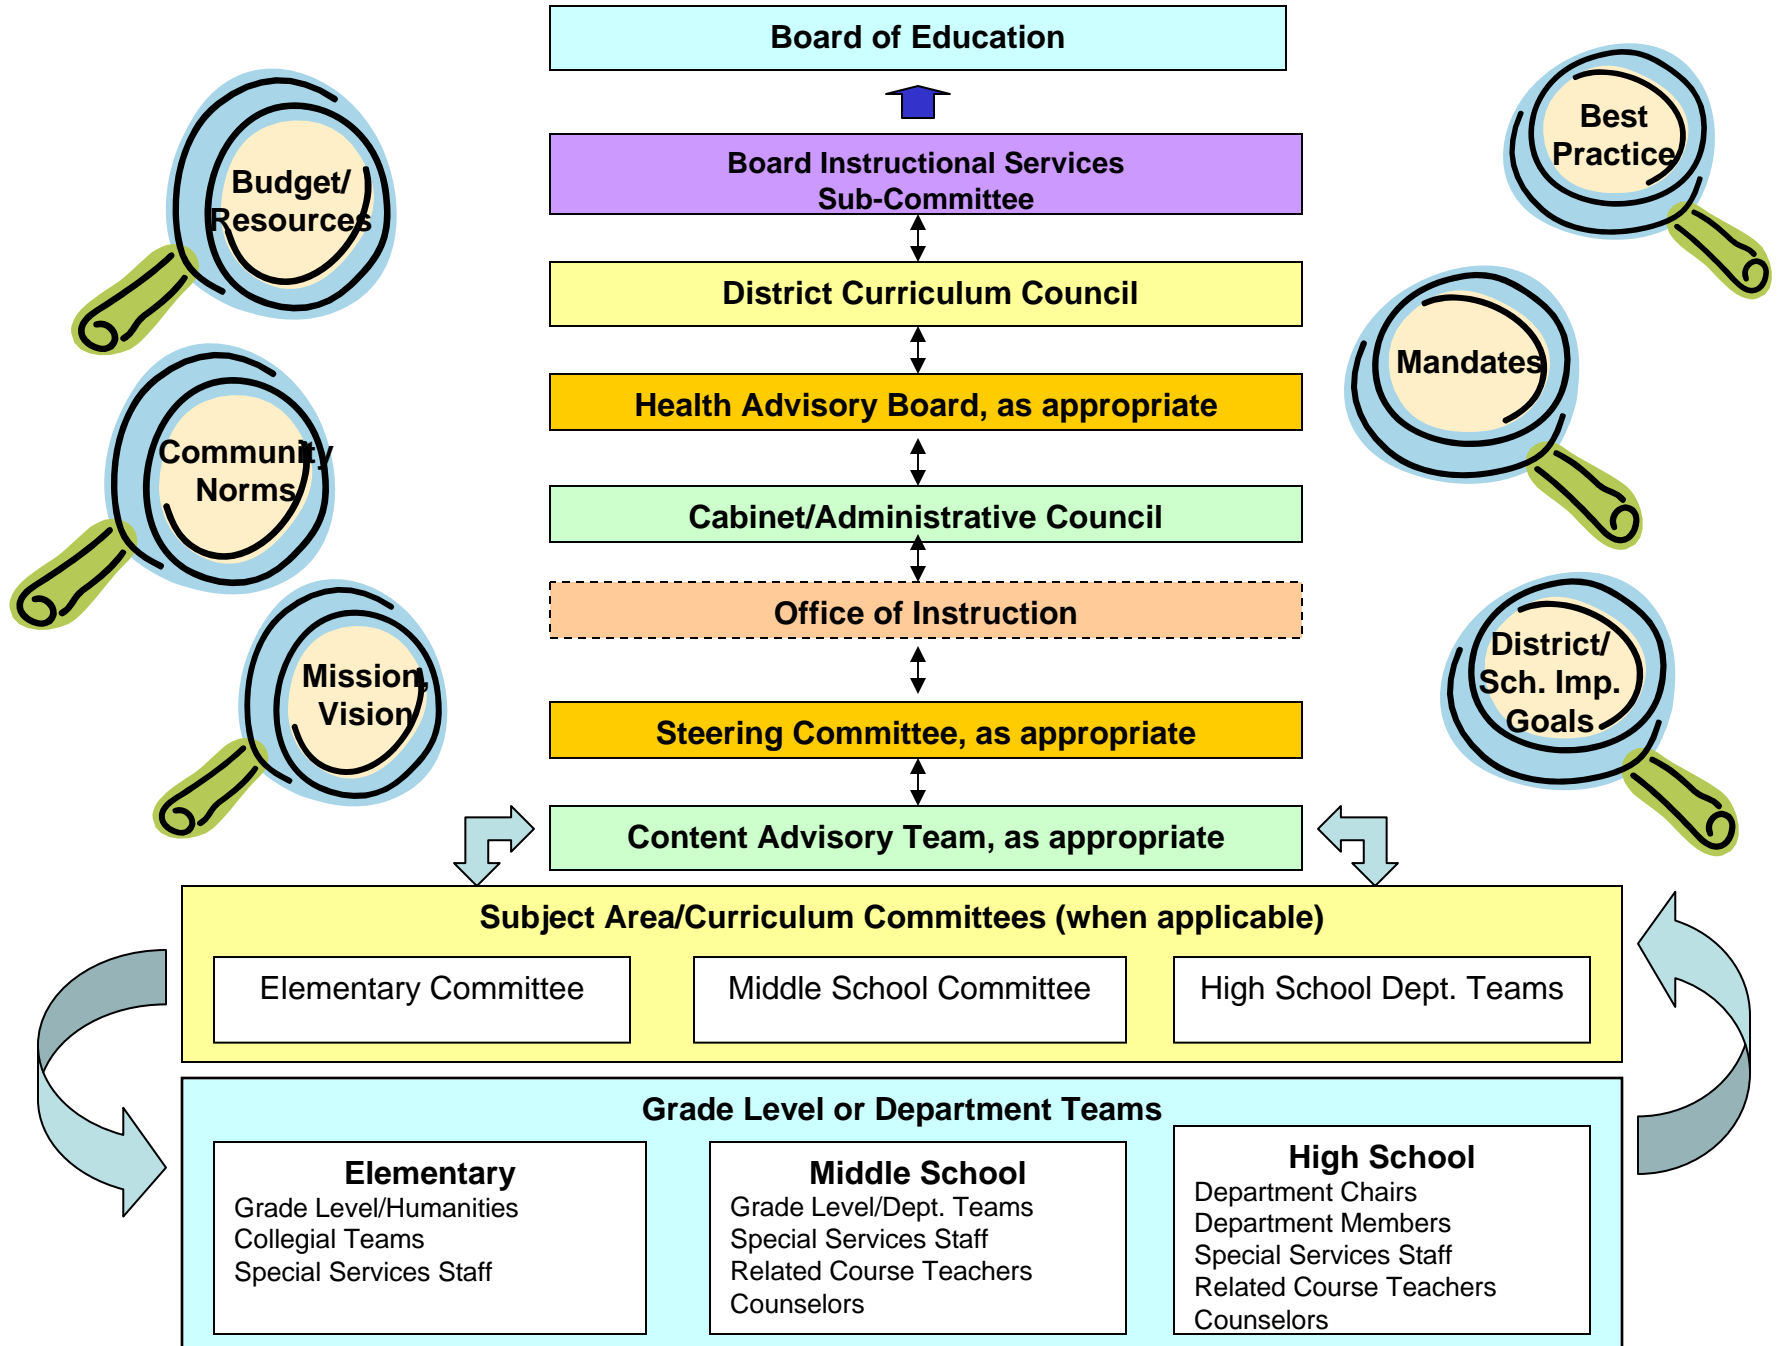 Board of Education
Board Instructional Services
Sub-Committee
District Curriculum Council
Health Advisory Board, as appropriate
Cabinet/Administrative Council
Office of Instruction
Steering Committee, as appropriate
Content Advisory Team, as appropriate
Budget/
Resources
Community
Norms
Mission,
Vision
Best
Practice
Mandates
District/
Sch. Imp.
Goals
Subject Area/Curriculum Committees (when applicable)
Elementary Committee
Middle School Committee
High School Dept. Teams
Grade Level or Department Teams
Elementary
Grade Level/Humanities
Collegial Teams
Special Services Staff
Middle School
Grade Level/Dept. Teams
Special Services Staff
Related Course Teachers
Counselors
High School
Department Chairs
Department Members
Special Services Staff
Related Course Teachers
Counselors